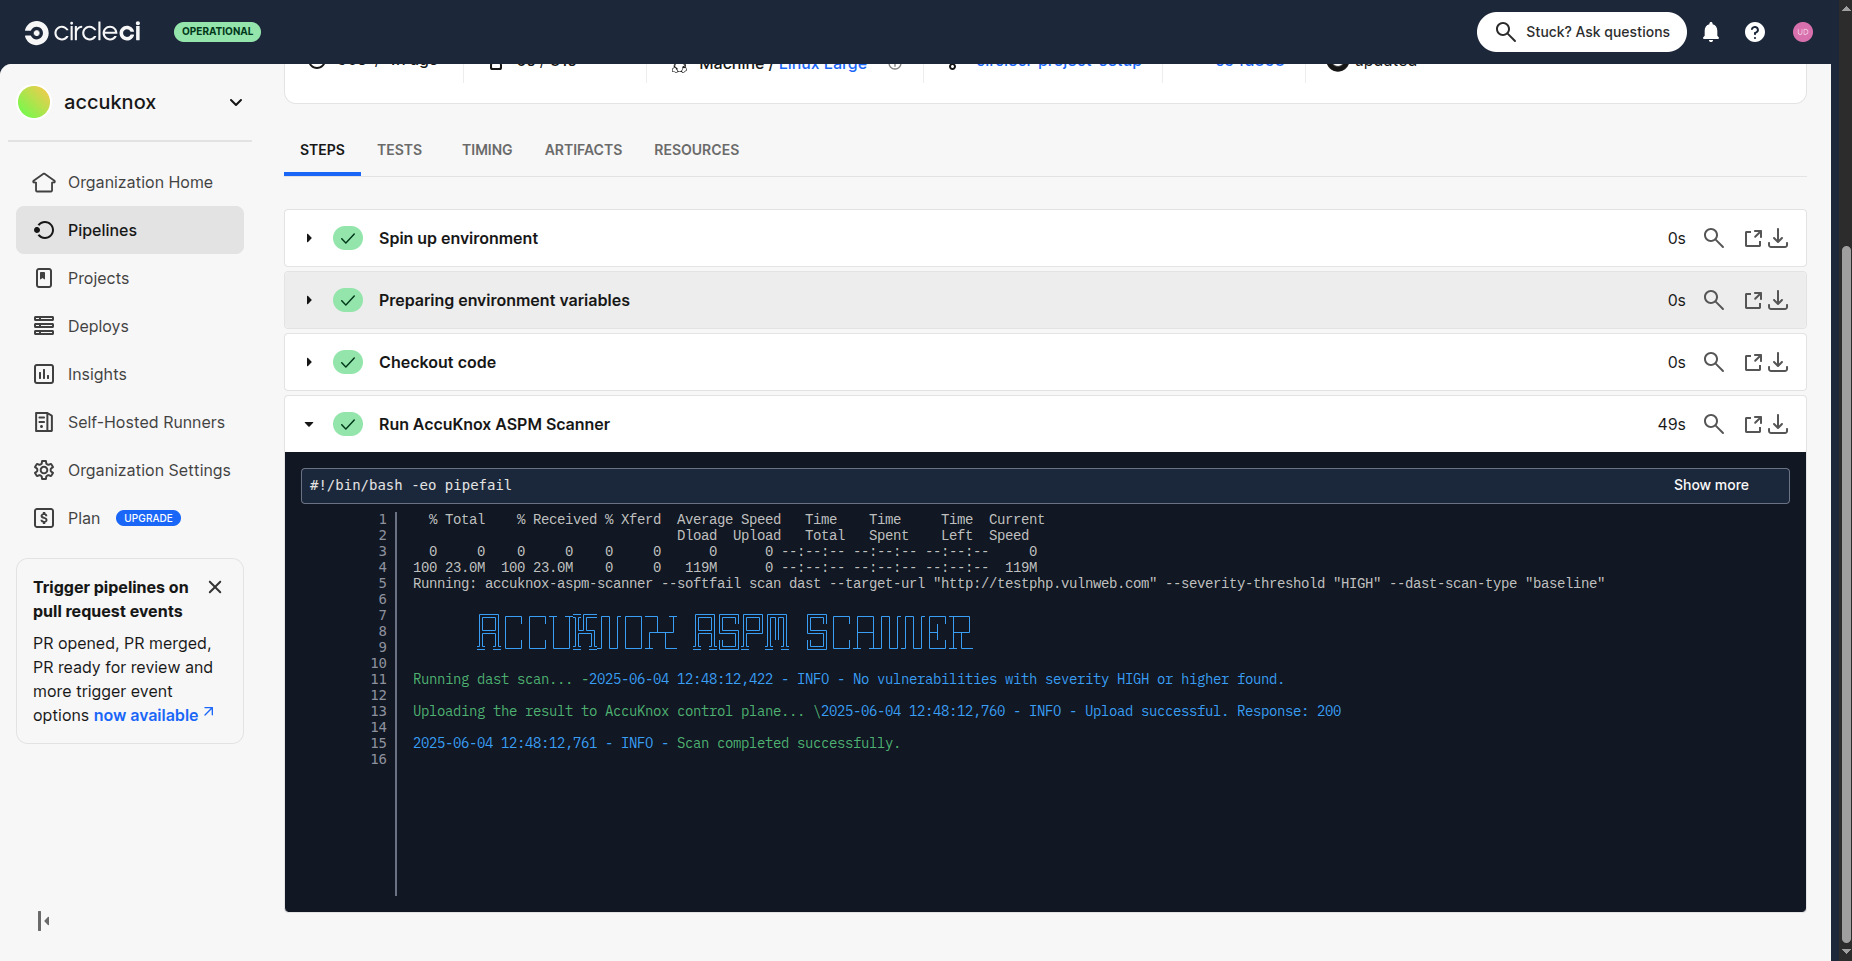 circleci
OPERATIONAL
Stuck? Ask questions
UD
accuknox
Machine / Linux Large
circleci-project-setup
updated
Organization Home
Pipelines
Projects
Deploys
Insights
Self-Hosted Runners
Organization Settings
Plan UPGRADE
Trigger pipelines on
pull request events
PR opened, PR merged,
PR ready for review and
more trigger event
options now available
STEPS TESTS TIMING ARTIFACTS RESOURCES
Spin up environment 0s
Preparing environment variables 0s
Checkout code 0s
Run AccuKnox ASPM Scanner 49s
#!/bin/bash -eo pipefail Show more
1 % Total % Received % Xferd Average Speed Time Time Time Current
2 Dload Upload Total Spent Left Speed
3 0 0 0 0 0 0 0 0 --:--:-- --:--:-- --:--:-- 0
4 100 23.0M 100 23.0M 0 0 119M 0 --:--:-- --:--:-- --:--:-- 119M
5 Running: accuknox-aspm-scanner --softfail scan dast --target-url "http://testphp.vulnweb.com" --severity-threshold "HIGH" --dast-scan-type "baseline"
6
7
8 ACCUKNOX ASPM SCANNER
9
10
11 Running dast scan... -2025-06-04 12:48:12,422 - INFO - No vulnerabilities with severity HIGH or higher found.
12
13 Uploading the result to AccuKnox control plane... \2025-06-04 12:48:12,760 - INFO - Upload successful. Response: 200
14
15 2025-06-04 12:48:12,761 - INFO - Scan completed successfully.
16